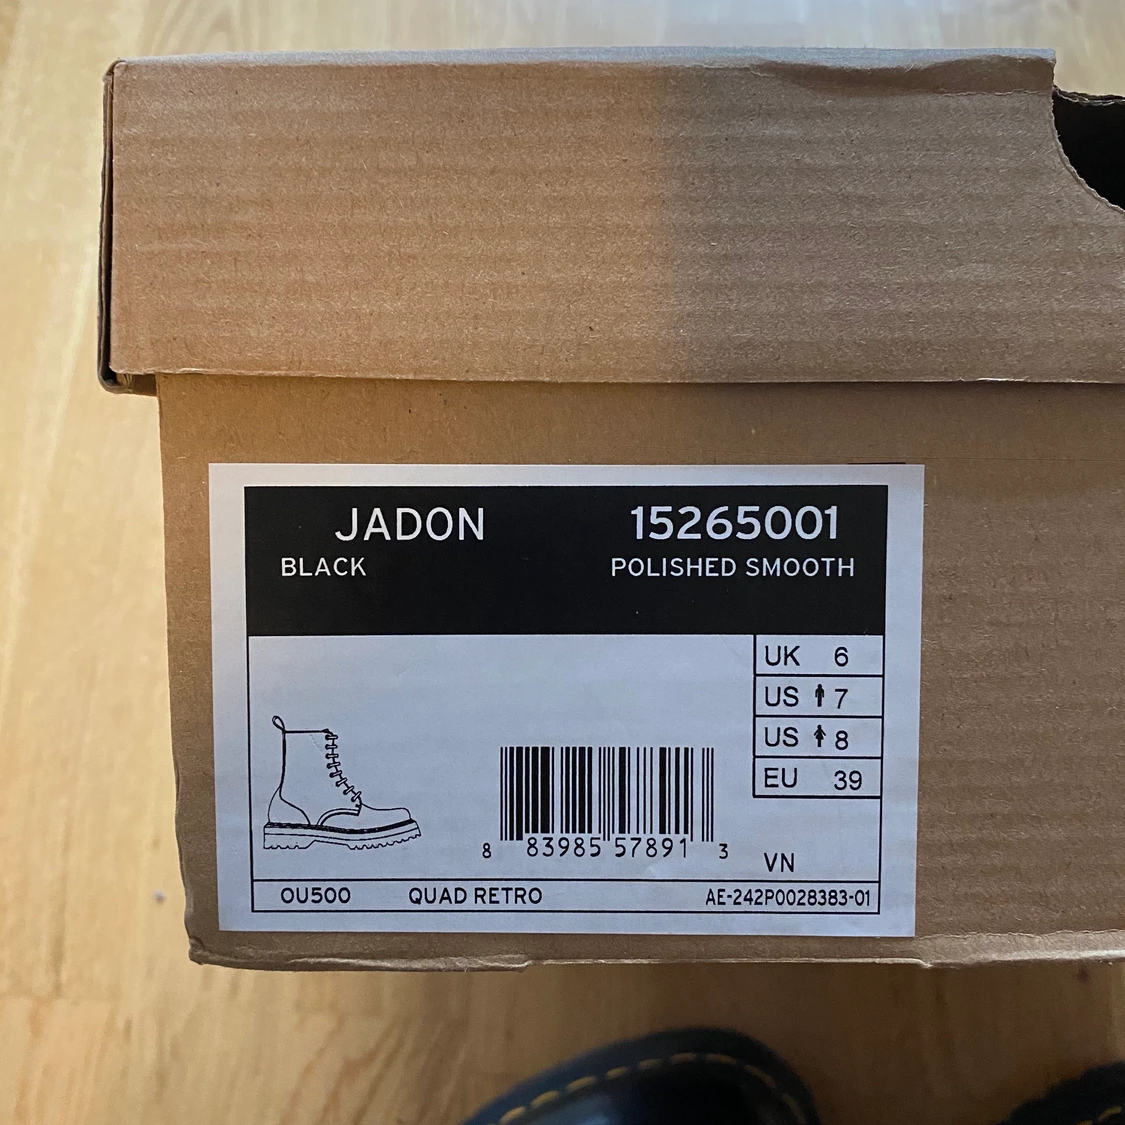 JADON 15265001
BLACK POLISHED SMOOTH
UK 6
US 7
US 8
EU 39
8 83985 57891 3
VN
OU500 QUAD RETRO AE-242P0028383-01